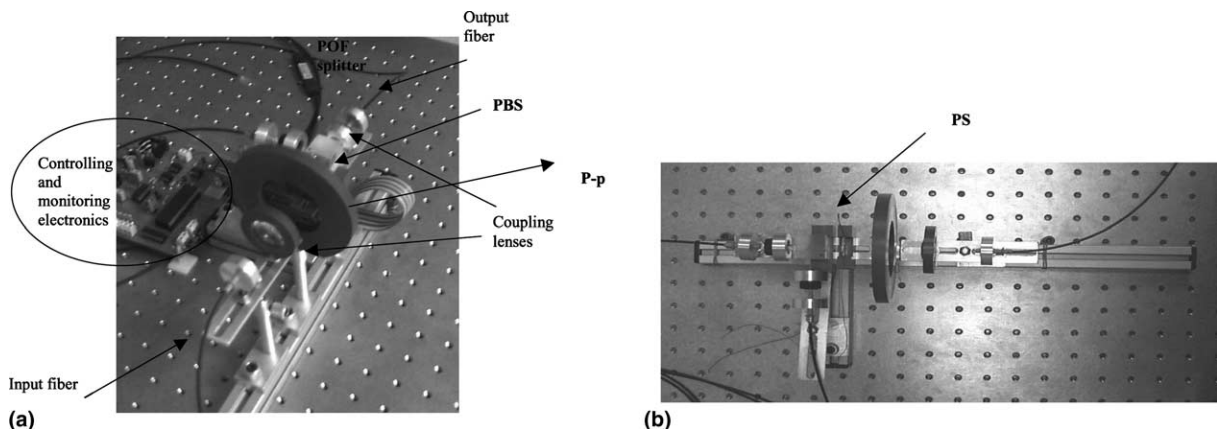 Output
fiber
POF
splitter
PBS
Controlling
and
monitoring
electronics
P-p
Coupling
lenses
Input fiber
(a)
PS
(b)